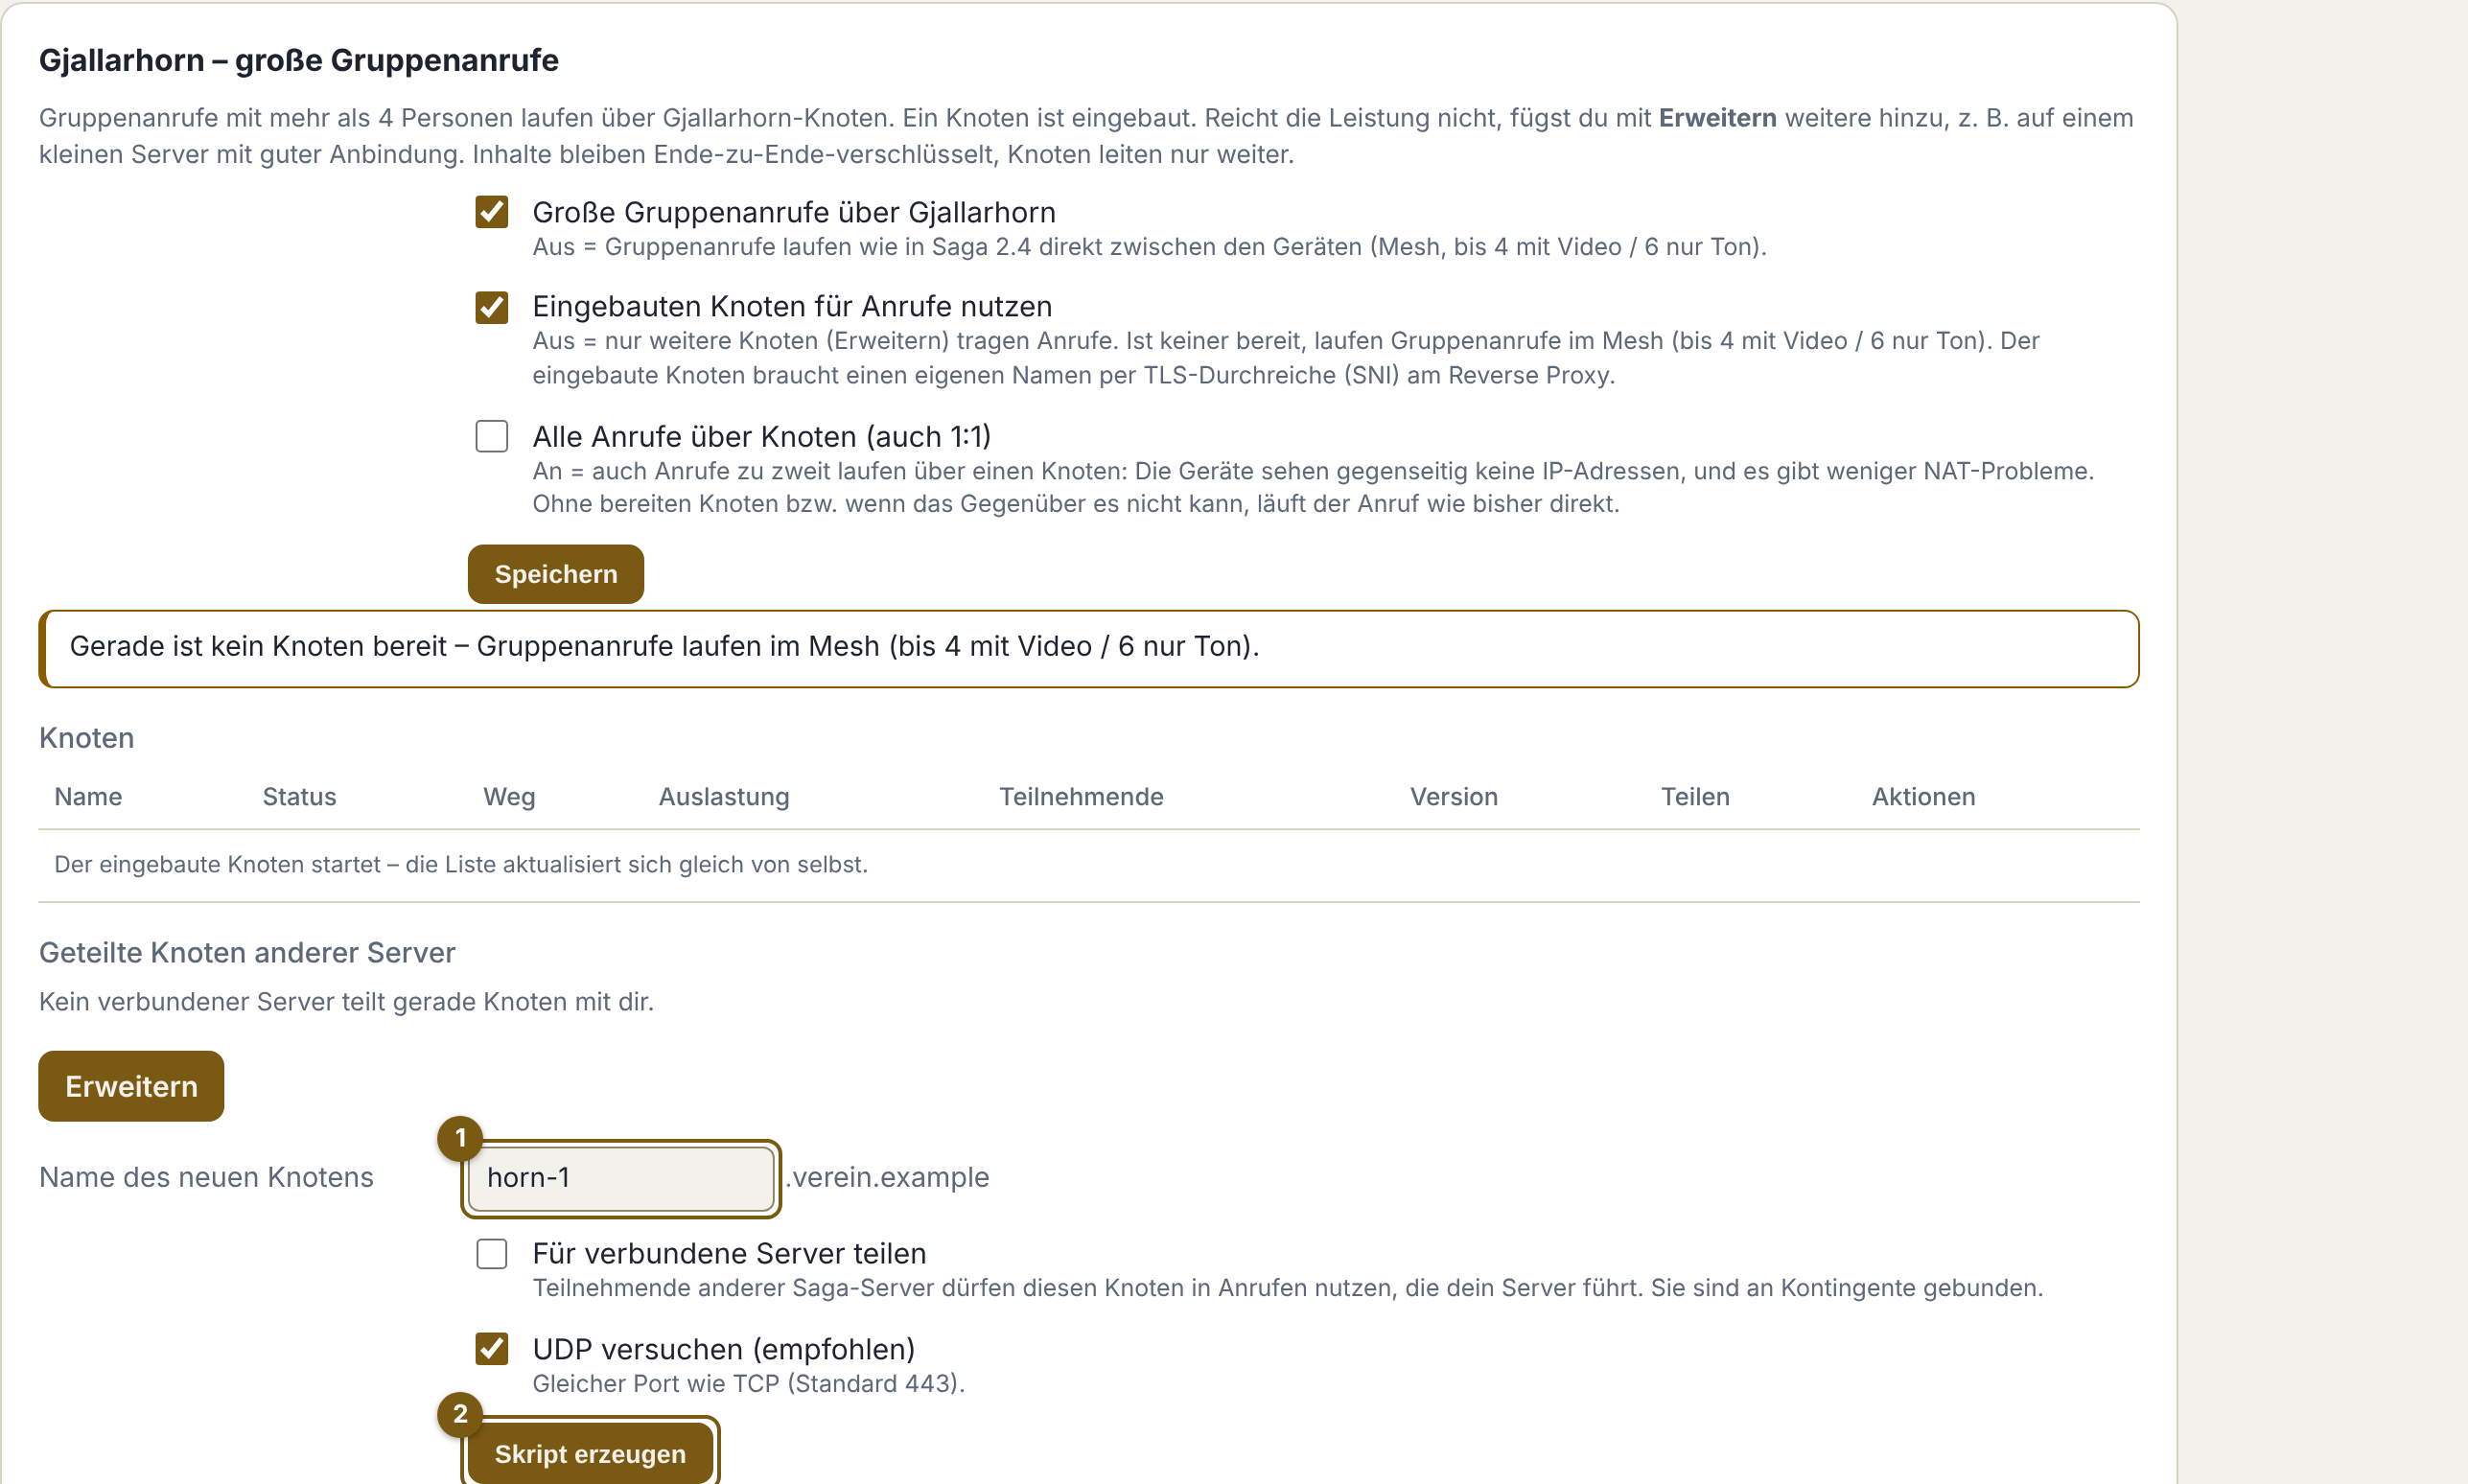 Gjallarhorn – große Gruppenanrufe
Gruppenanrufe mit mehr als 4 Personen laufen über Gjallarhorn-Knoten. Ein Knoten ist eingebaut. Reicht die Leistung nicht, fügst du mit Erweitern weitere hinzu, z. B. auf einem
kleinen Server mit guter Anbindung. Inhalte bleiben Ende-zu-Ende-verschlüsselt, Knoten leiten nur weiter.
Große Gruppenanrufe über Gjallarhorn
Aus = Gruppenanrufe laufen wie in Saga 2.4 direkt zwischen den Geräten (Mesh, bis 4 mit Video / 6 nur Ton).
Eingebauten Knoten für Anrufe nutzen
Aus = nur weitere Knoten (Erweitern) tragen Anrufe. Ist keiner bereit, laufen Gruppenanrufe im Mesh (bis 4 mit Video / 6 nur Ton). Der
eingebaute Knoten braucht einen eigenen Namen per TLS-Durchreiche (SNI) am Reverse Proxy.
Alle Anrufe über Knoten (auch 1:1)
An = auch Anrufe zu zweit laufen über einen Knoten: Die Geräte sehen gegenseitig keine IP-Adressen, und es gibt weniger NAT-Probleme.
Ohne bereiten Knoten bzw. wenn das Gegenüber es nicht kann, läuft der Anruf wie bisher direkt.
Speichern
Gerade ist kein Knoten bereit – Gruppenanrufe laufen im Mesh (bis 4 mit Video / 6 nur Ton).
Knoten
Name Status Weg Auslastung Teilnehmende Version Teilen Aktionen
Der eingebaute Knoten startet – die Liste aktualisiert sich gleich von selbst.
Geteilte Knoten anderer Server
Kein verbundener Server teilt gerade Knoten mit dir.
Erweitern
1
Name des neuen Knotens horn-1 .verein.example
Für verbundene Server teilen
Teilnehmende anderer Saga-Server dürfen diesen Knoten in Anrufen nutzen, die dein Server führt. Sie sind an Kontingente gebunden.
UDP versuchen (empfohlen)
Gleicher Port wie TCP (Standard 443).
2
Skript erzeugen